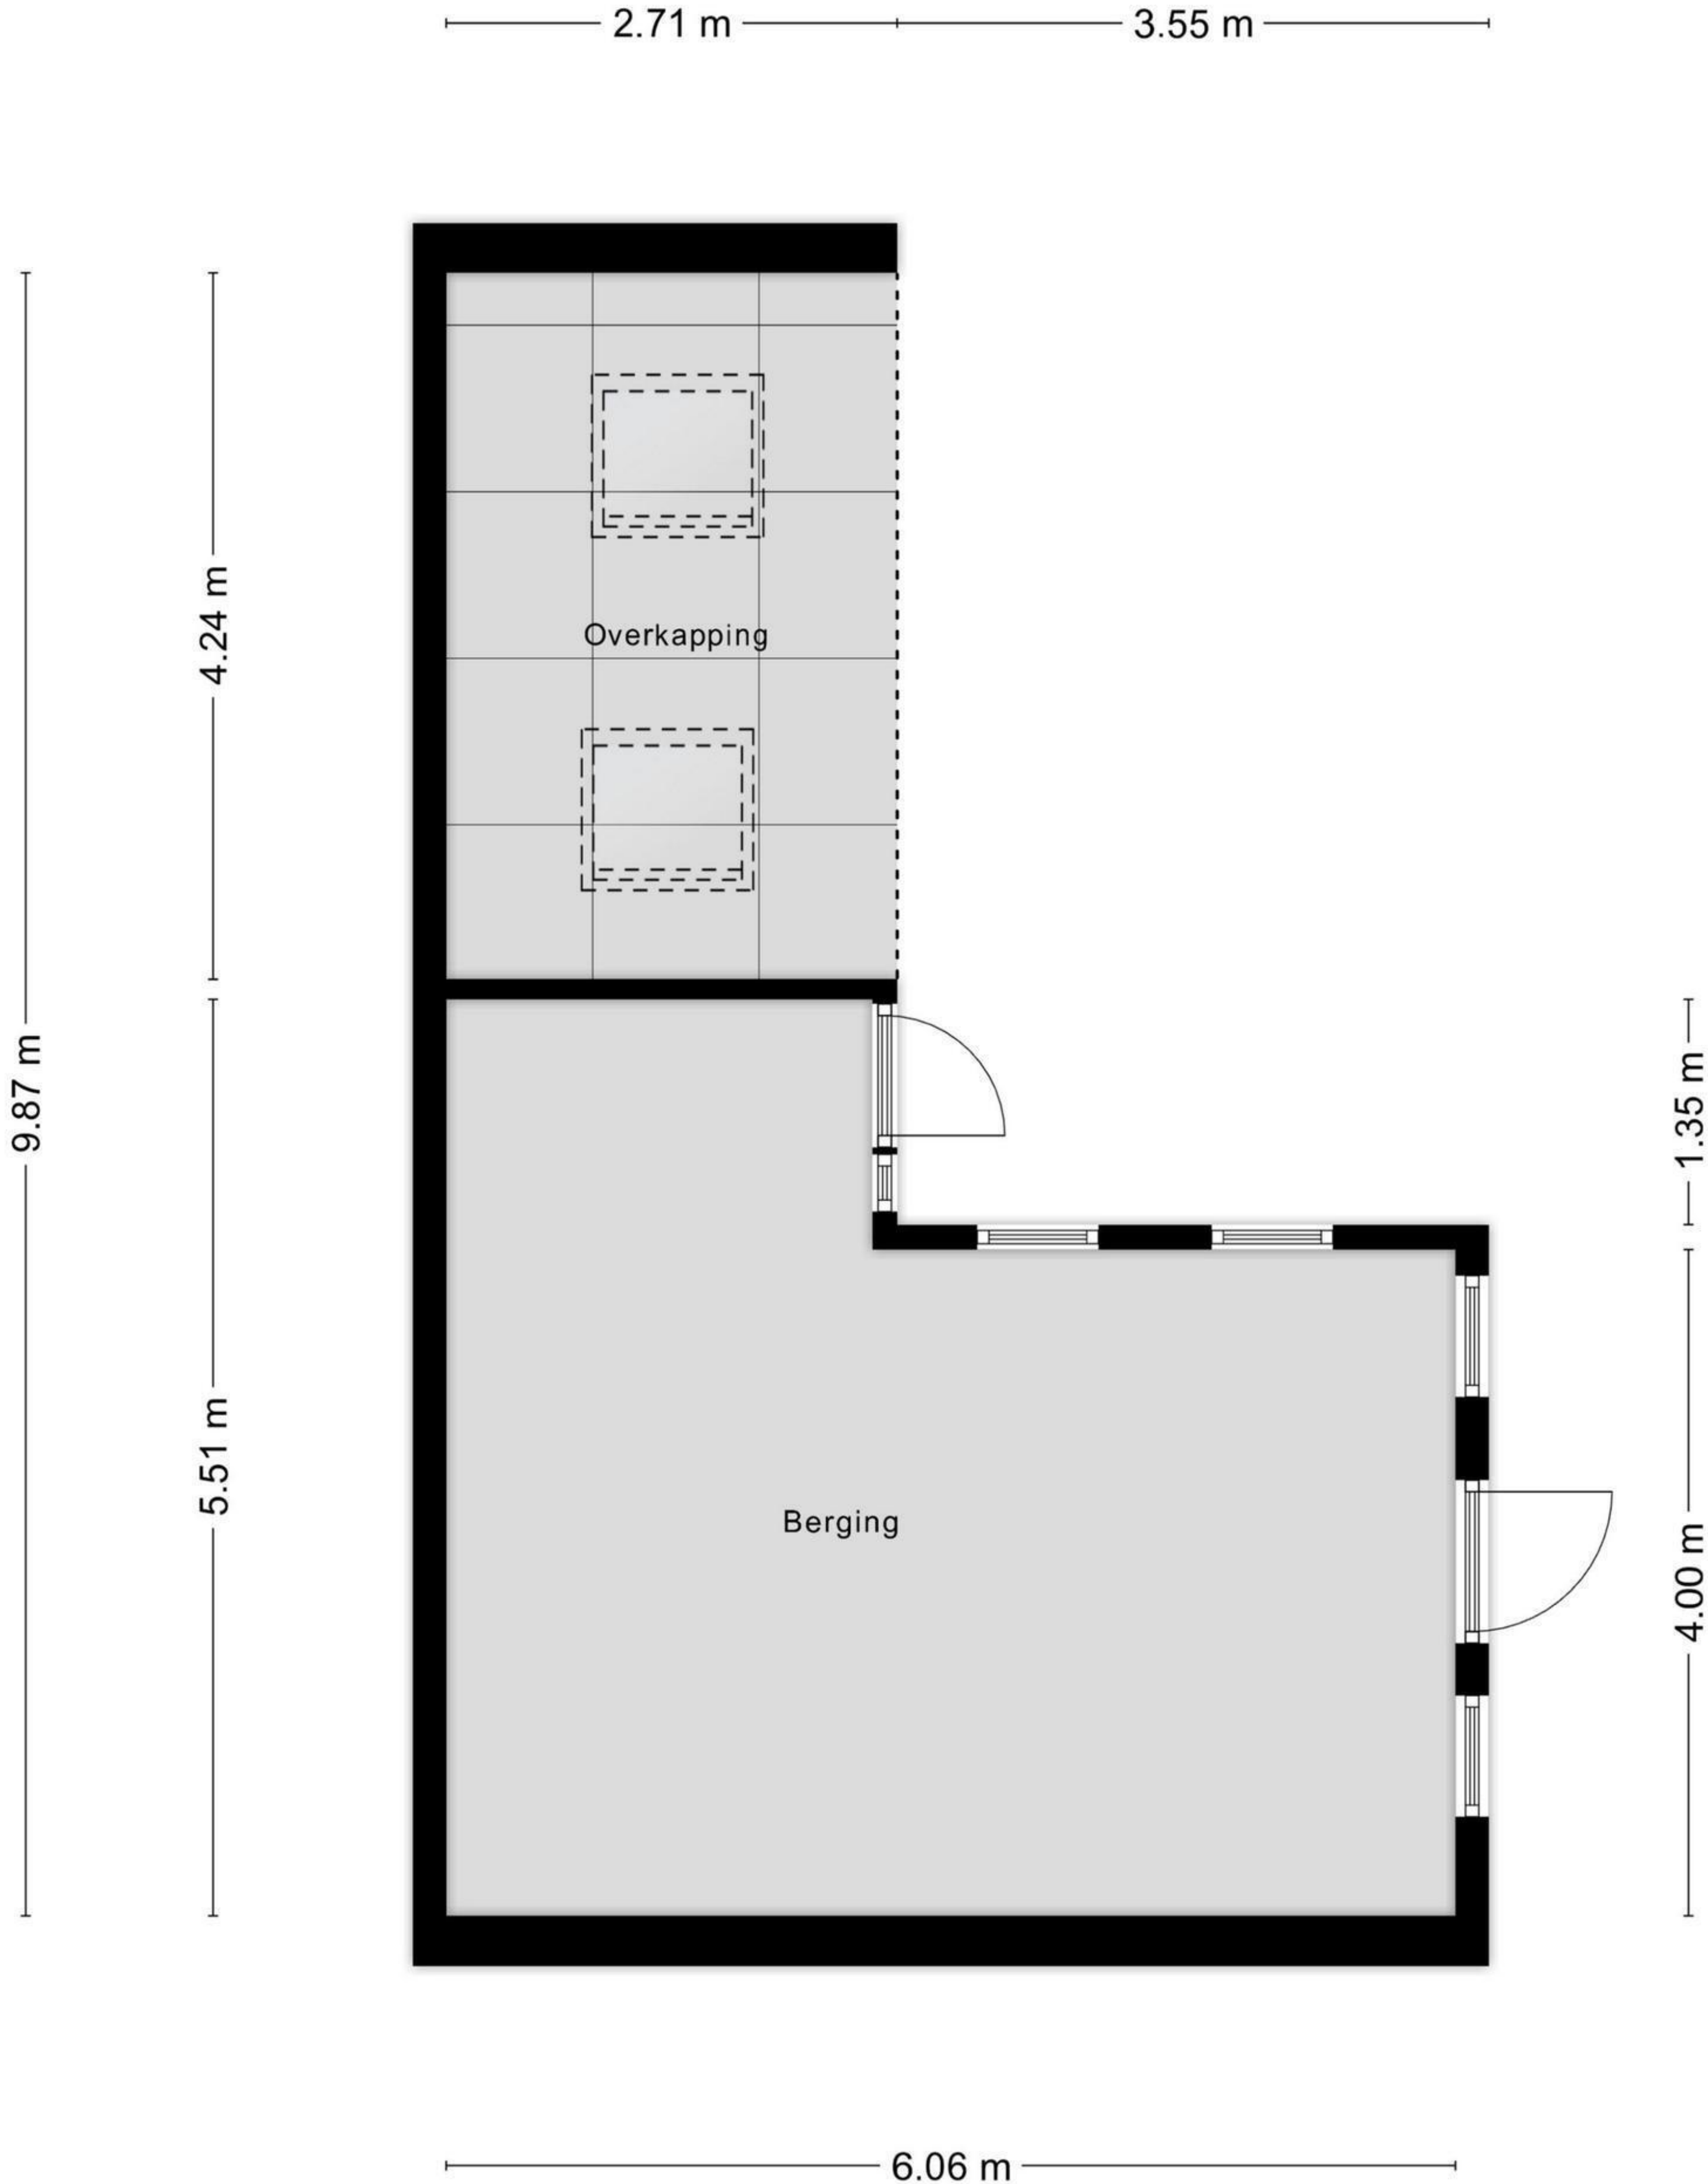 2.71 m
3.55 m
4.24 m
Overkapping
9.87 m
1.35 m
5.51 m
Berging
4.00 m
6.06 m